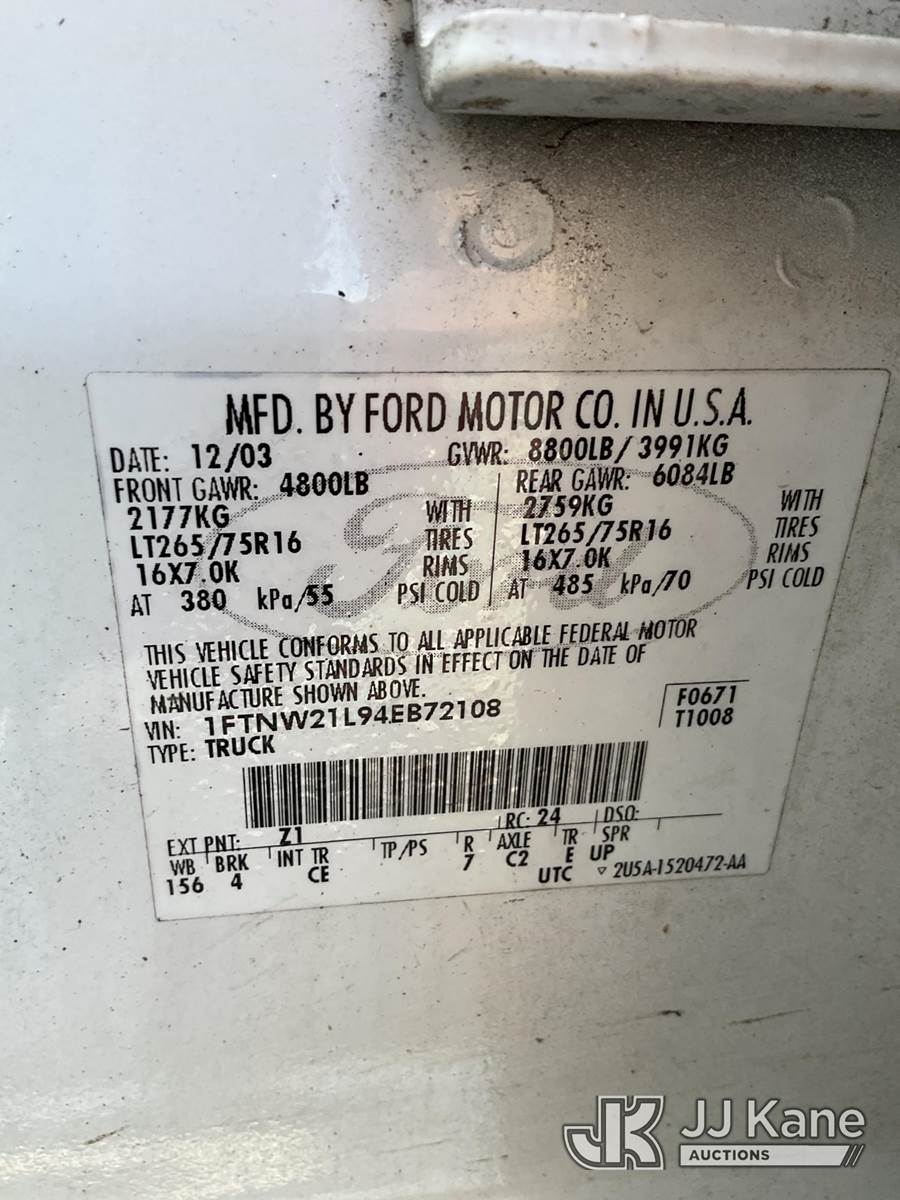 MFD. BY FORD MOTOR CO. IN U.S.A.
DATE: 12/03 GVWR: 8800LB/3991KG
FRONT GAWR: 4800LB REAR GAWR: 6084LB
2177KG WITH 2759KG WITH
LT265/75R16 TIRES LT265/75R16 TIRES
16X7.0K RIMS 16X7.0K RIMS
AT 380 kPa/55 PSI COLD AT 485 kPa/70 PSI COLD
Ford
THIS VEHICLE CONFORMS TO ALL APPLICABLE FEDERAL MOTOR
VEHICLE SAFETY STANDARDS IN EFFECT ON THE DATE OF
MANUFACTURE SHOWN ABOVE.
VIN: 1FTNW21L94EB72108 F0671
TYPE: TRUCK T1008
EXT PNT: Z1 RC: 24 DSO:
WB BRK INT TR TP/PS R AXLE TR SPR
156 4 CE 7 C2 E UP
UTC ▽ 2U5A-1520472-AA
JK JJ Kane
AUCTIONS